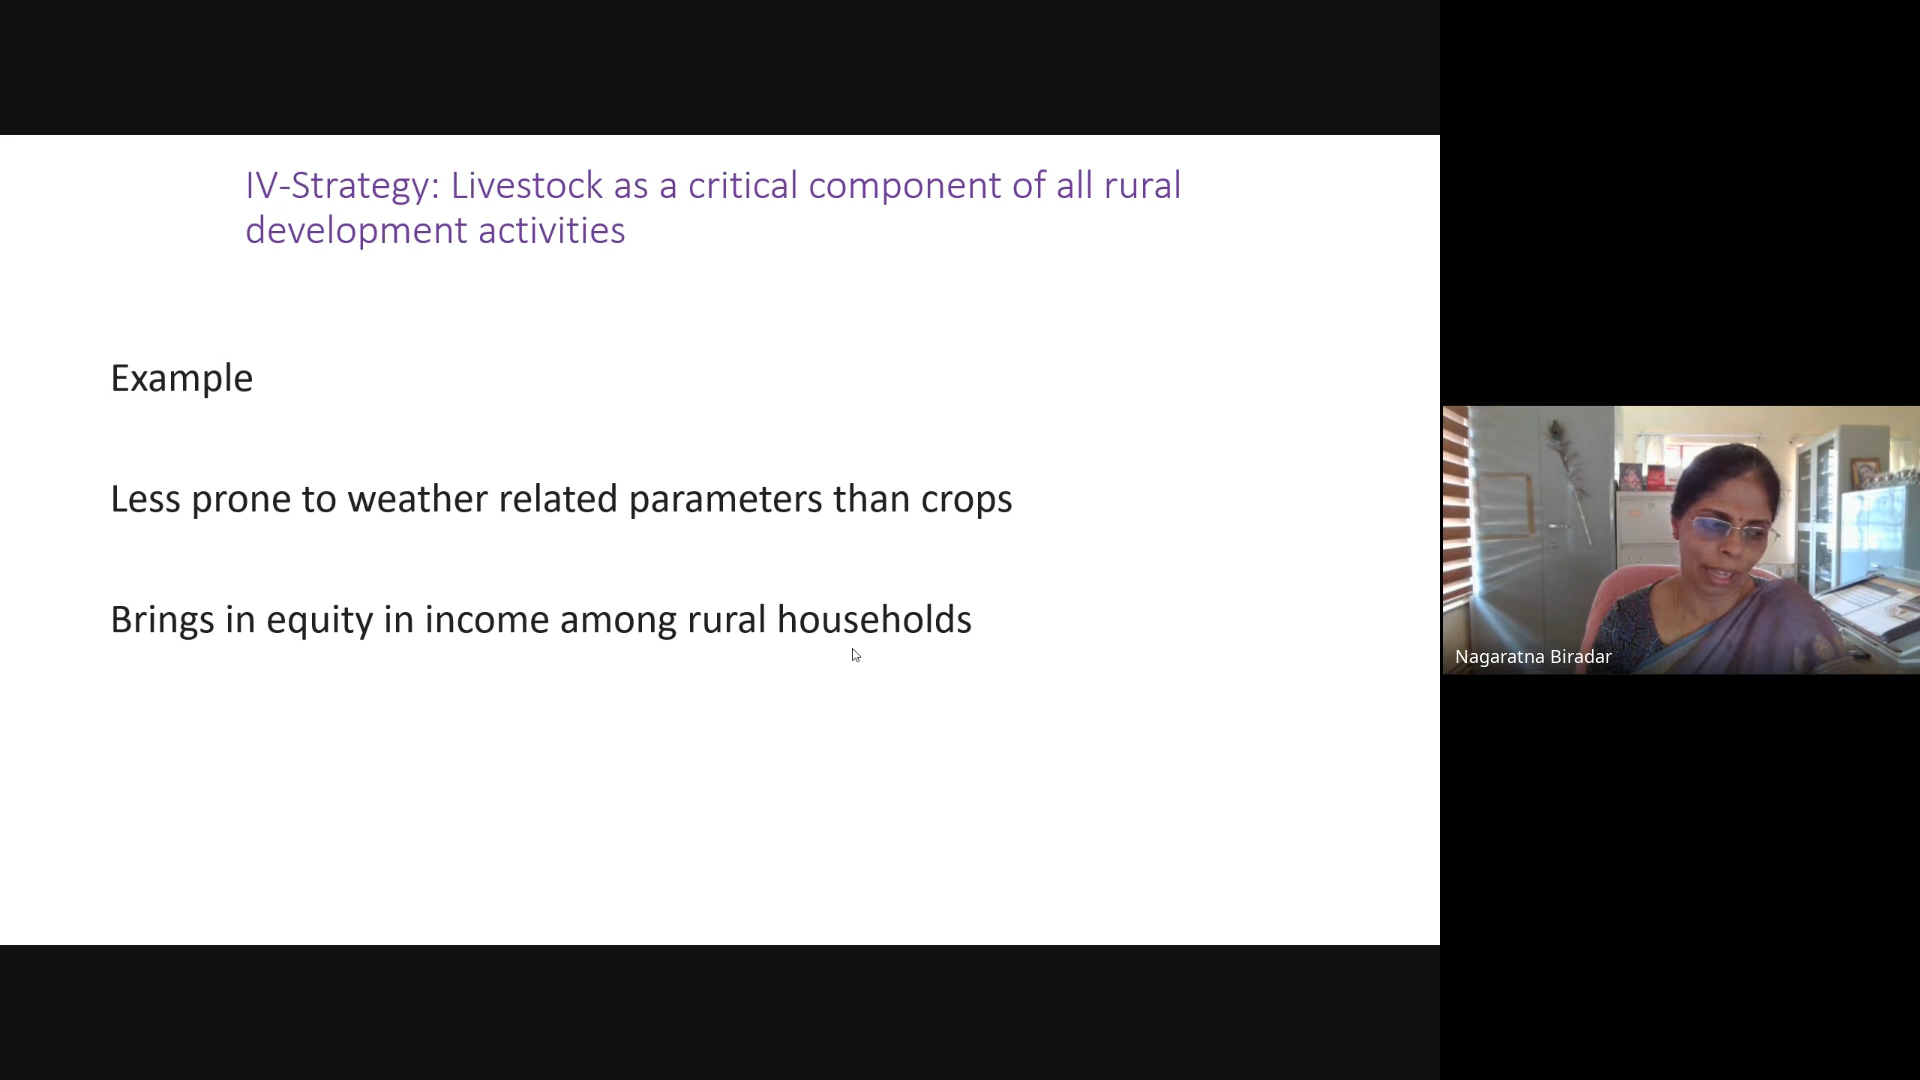 IV-Strategy: Livestock as a critical component of all rural
development activities
Example
Less prone to weather related parameters than crops
Brings in equity in income among rural households
Nagaratna Biradar